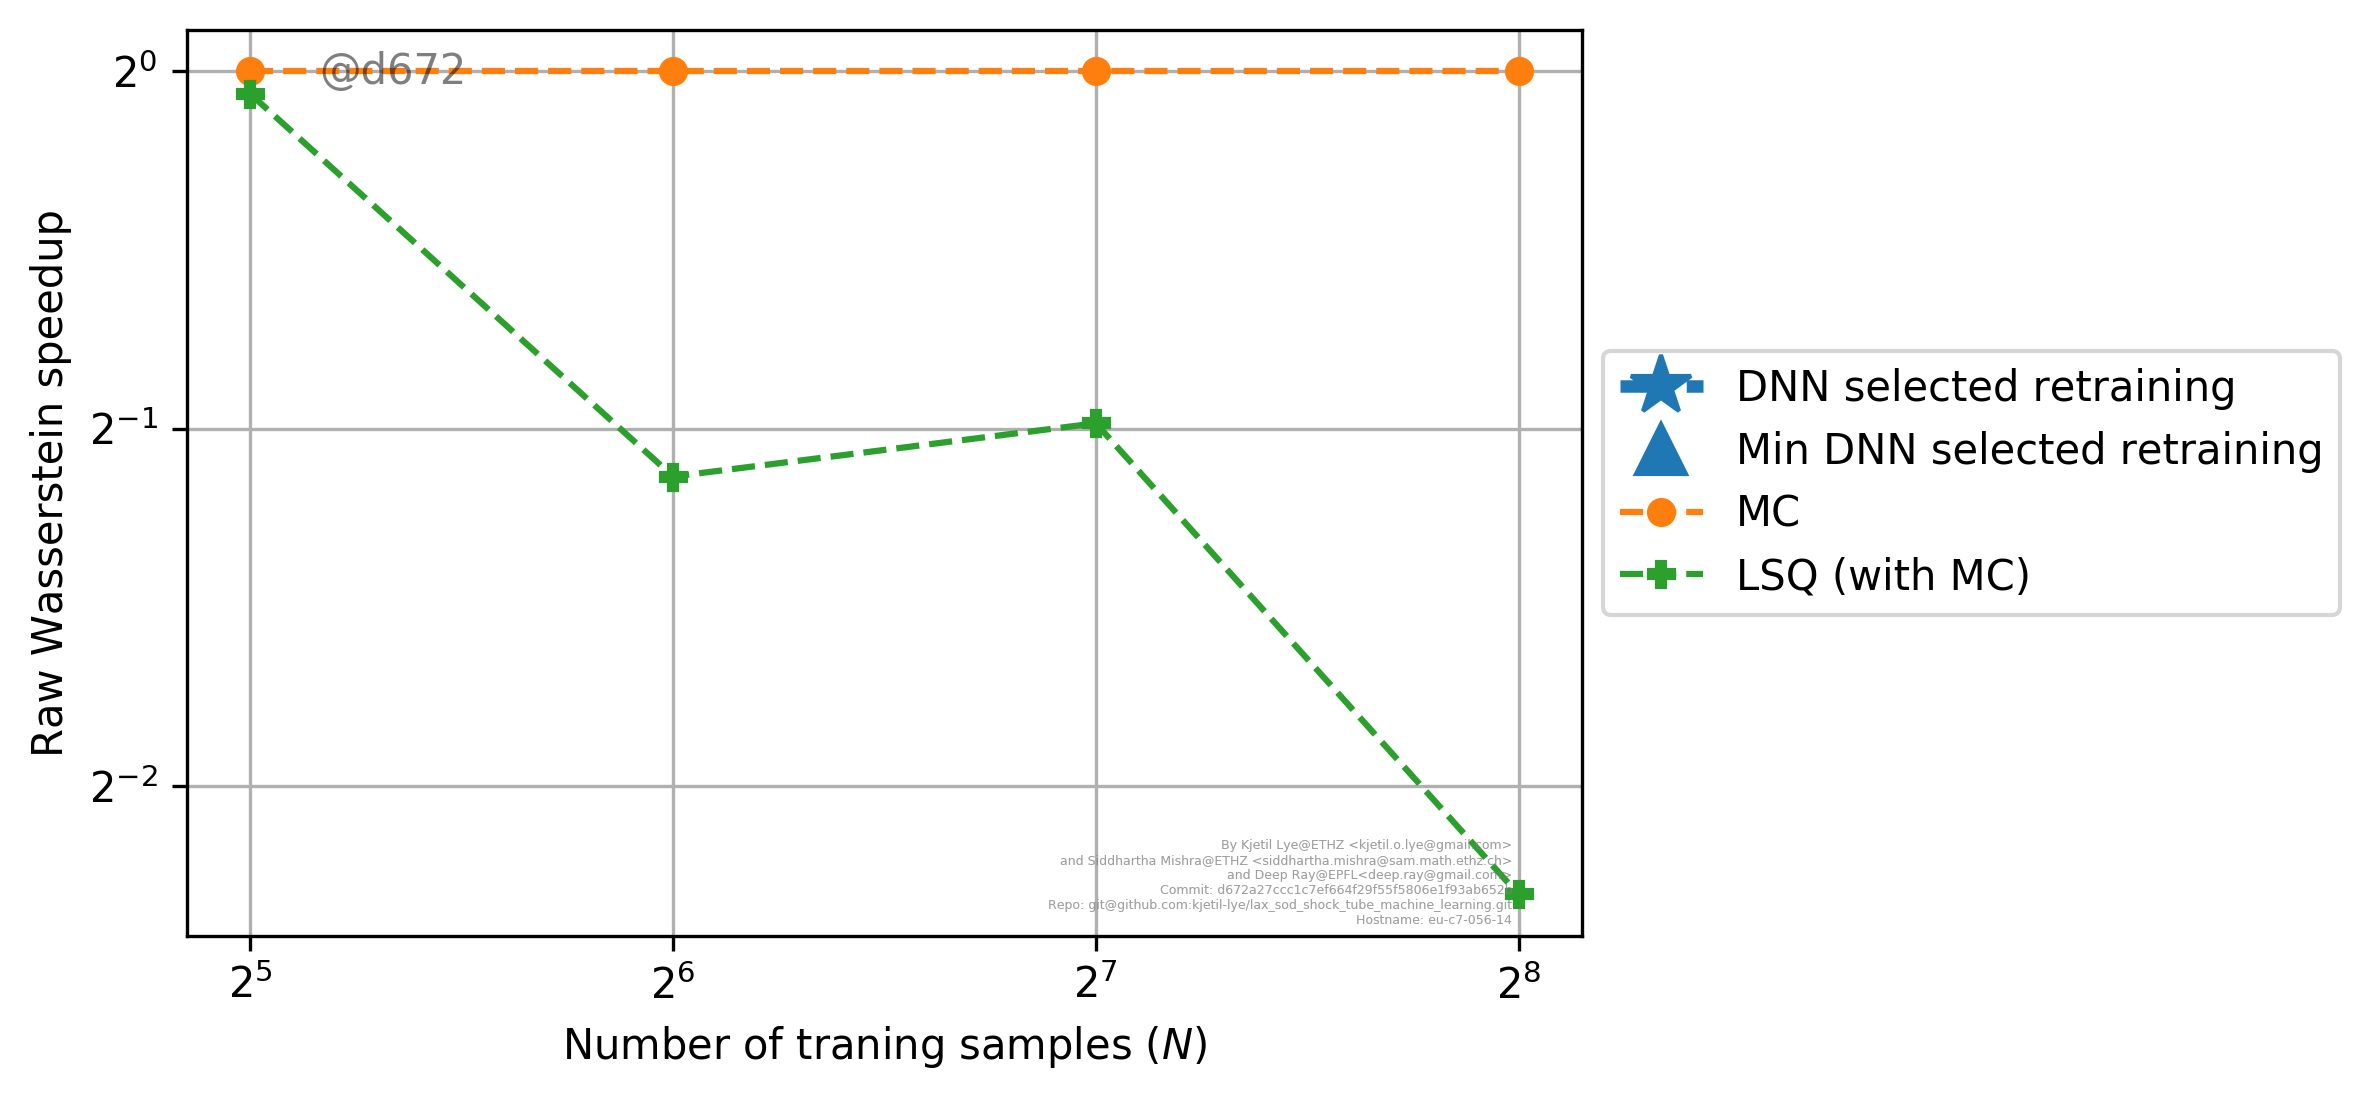 @d672
2^0
2^-1
2^-2
Raw Wasserstein speedup
2^5
2^6
2^7
2^8
Number of traning samples (N)
DNN selected retraining
Min DNN selected retraining
MC
LSQ (with MC)
By Kjetil Lye@ETHZ <kjetil.o.lye@gmail.com>
and Siddhartha Mishra@ETHZ <siddhartha.mishra@sam.math.ethz.ch>
and Deep Ray@EPFL<deep.ray@gmail.com>
Commit:
Repo: git@github.com:kjetil-lye/lax_sod_shock_tube_machine_learning.git
Hostname: eu-c7-056-14